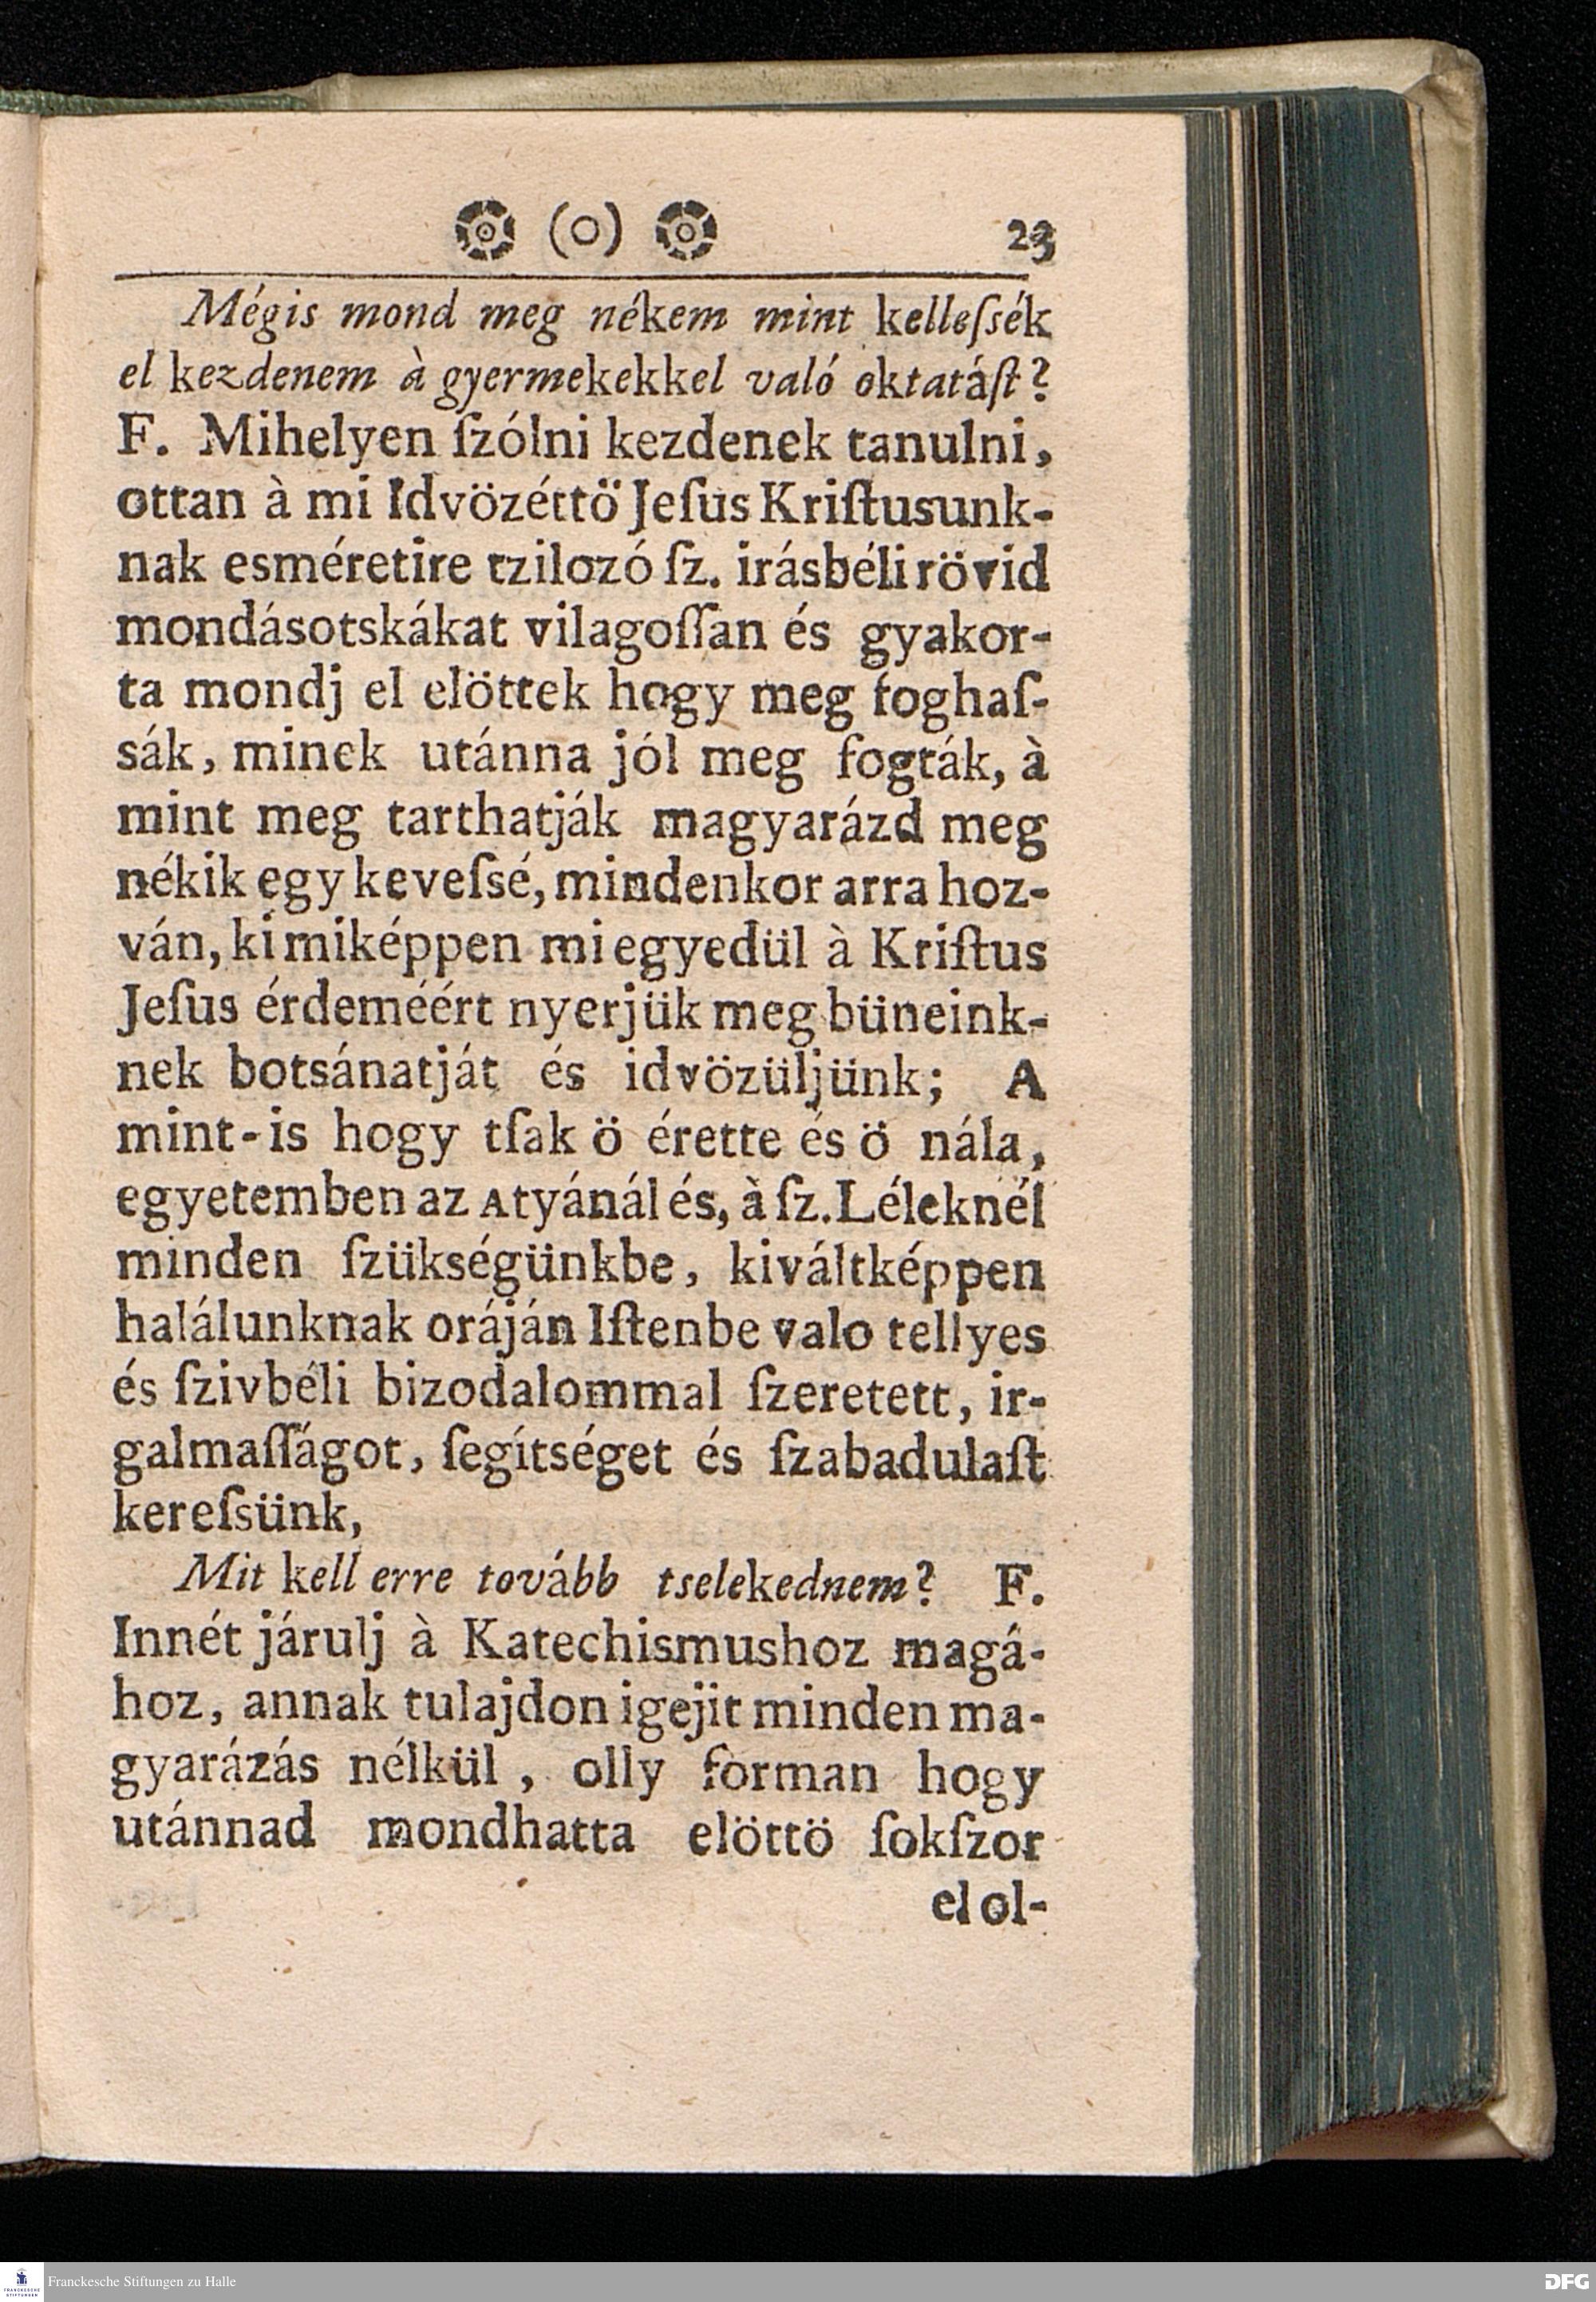 (o) 23
Mégis mond meg nékem mint kelleſsék
el kezdenem à gyermekekkel való oktatáſt?
F. Mihelyen ſzólni kezdenek tanulni,
ottan à mi Idvözéttö Jeſus Kriſtusunk-
nak esméretire tzilozó ſz. irásbéli rövid
mondásotskákat vilagoſſan és gyakor-
ta mondj el elöttek hogy meg foghaſ-
sák, minek utánna jól meg fogták, à
mint meg tarthatják magyarázd meg
nékik egy keveſsé, mindenkor arra hoz-
ván, ki miképpen mi egyedül à Kriſtus
Jeſus érdeméért nyerjük meg büneink-
nek botsánatját és idvözüljünk; A
mint-is hogy tſak ö érette és ö nála,
egyetemben az Atyánál és, à ſz. Léleknél
minden ſzükségünkbe, kiváltképpen
halálunknak oráján Iſtenbe valo tellyes
és ſzivbéli bizodalommal ſzeretett, ir-
galmaſſágot, ſegítséget és ſzabadulaſt
kereſsünk,
Mit kell erre tovább tselekednem? F.
Innét járulj à Katechismushoz magá-
hoz, annak tulajdon igejit minden ma-
gyarázás nélkül, olly forman hogy
utánnad mondhatta elöttö ſokſzor
el ol-
FRANCKESCHE STIFTUNGEN
Franckesche Stiftungen zu Halle
DFG